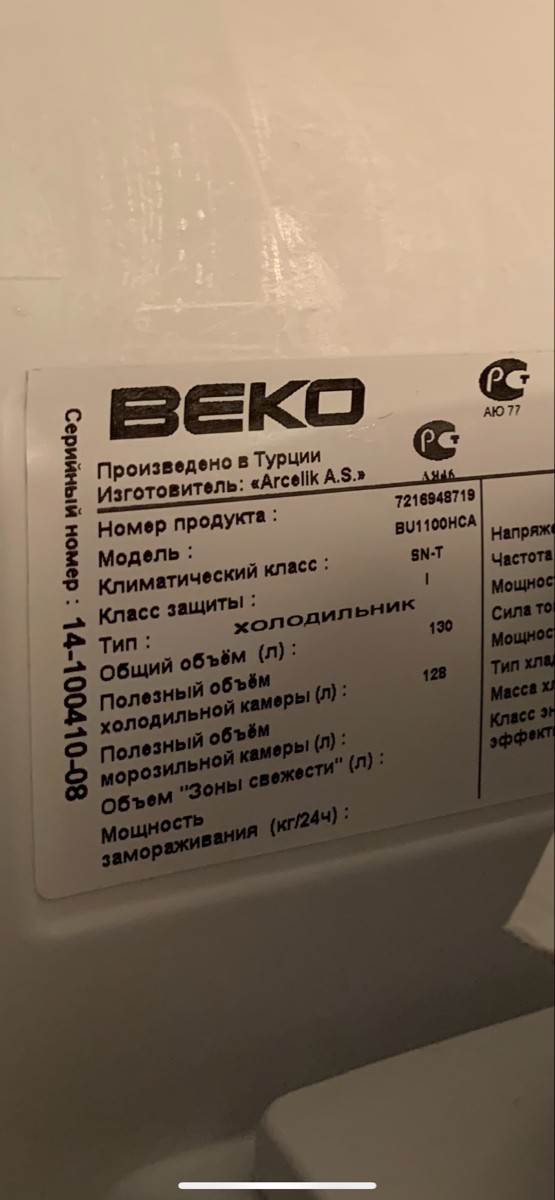 BEKO
АЮ 77
Произведено в Турции
Изготовитель: «Arcelik A.S.»
Номер продукта : 7216948719
Модель : BU1100HCA
Климатический класс : SN-T
Класс защиты : I
Тип : ХОЛОДИЛЬНИК
Общий объём (л) : 130
Полезный объём
холодильной камеры (л) : 128
Полезный объём
морозильной камеры (л) :
Объем "Зоны свежести" (л) :
Мощность
замораживания (кг/24ч) :
Серийный номер : 14-100410-08
Частота
Тип
Масса
Класс